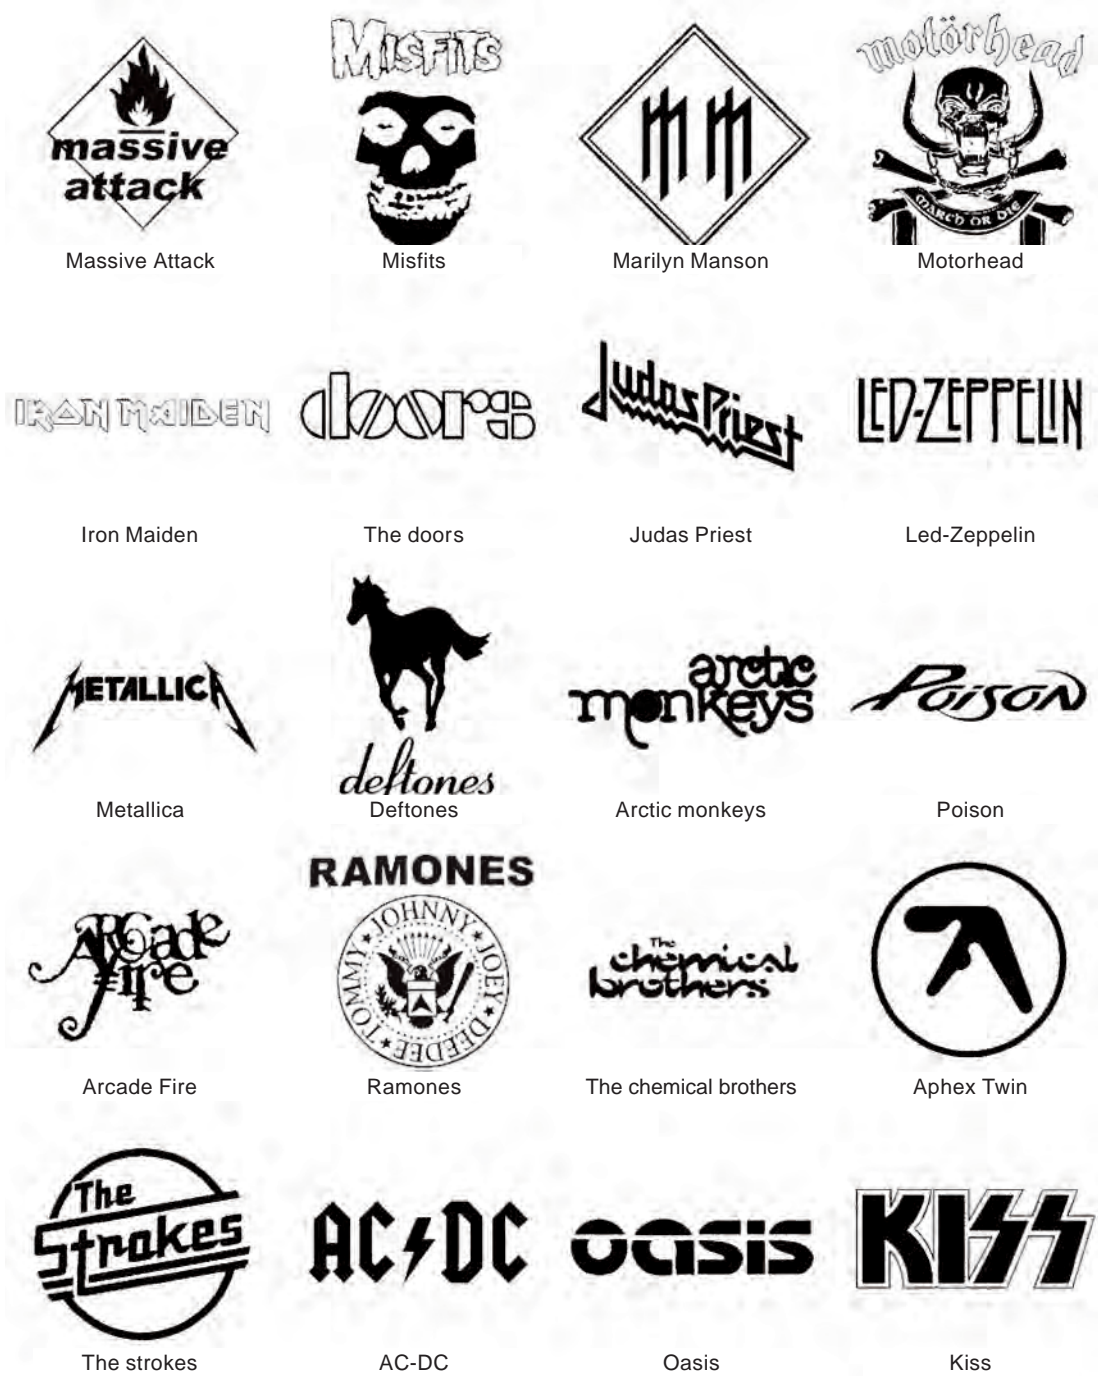 massive
attack
Massive Attack
MISFITS
Misfits
Marilyn Manson
motörhead
MARCH ÖR DIE
Motorhead
IRON MAIDEN
Iron Maiden
doors
The doors
Judas Priest
Judas Priest
LED-ZEPPELIN
Led-Zeppelin
METALLICA
Metallica
deftones
Deftones
arctic
monkeys
Arctic monkeys
POISON
Poison
ARCade
fire
Arcade Fire
RAMONES
JOHNNY ★ JOEY ★ DEEDEE ★ TOMMY ★
Ramones
The
chemical
brothers
The chemical brothers
Aphex Twin
The
Strokes
The strokes
AC⚡DC
AC-DC
oasis
Oasis
KISS
Kiss